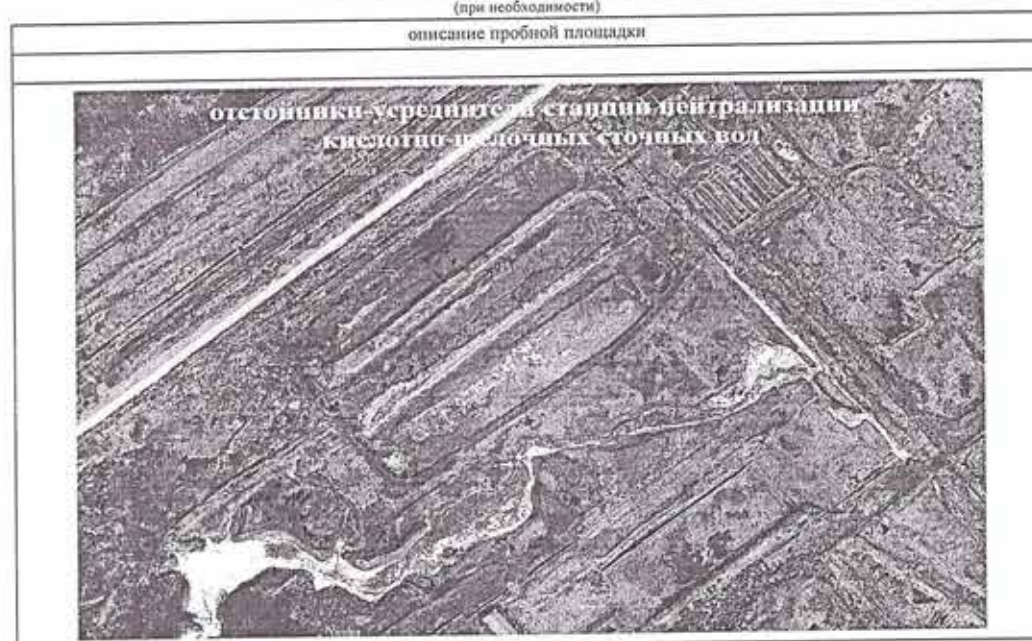 (при необходимости)
описание пробной площадки
отстойники-усреднители станции нейтрализации
кислотно-щелочных сточных вод